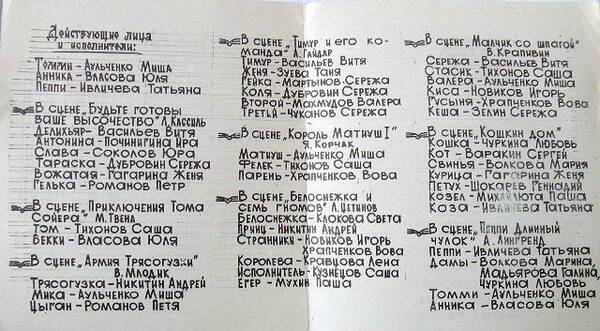 Действующие лица
и исполнители:
Томми - Аульченко Миша
Анника - Власова Юля
Пеппи - Ивличева Татьяна
В сцене „Будьте готовы
ваше высочество" Л. Кассиль
Делихьяр - Васильев Витя
Антонина - Починигина Ира
Слава - Соколов Юра
Тараска - Дубровин Сережа
Вожатая - Гагарина Женя
Гелька - Романов Петр
В сцене „Приключения Тома
Сойера" М. Твена
Том - Тихонов Саша
Бекки - Власова Юля
В сцене „Армия Трясогузки"
В. Млодик
Трясогузка - Никитин Андрей
Мика - Аульченко Миша
Цыган - Романов Петя
В сцене „Тимур и его ко-
манда" А. Гайдар
Тимур - Васильев Витя
Женя - Зуева Таня
Гейка - Мартынов Сережа
Коля - Дубровин Сережа
Второй - Махмудов Валера
Третий - Чуканов Сережа
В сцене „Король Матиуш I"
Я. Корчак
Матиуш - Аульченко Миша
Фелек - Тихонов Саша
Парень - Храпченков Вова
В сцене „Белоснежка и
семь гномов" Л. Устинов
Белоснежка - Клокова Света
Принц - Никитин Андрей
Странники - Новиков Игорь
Храпченков Вова
Королева - Кравцова Лена
Исполнитель - Кузнецов Саша
Егер - Мухин Паша
В сцене „Мальчик со шпагой"
В. Крапивин
Сережа - Васильев Витя
Стасик - Тихонов Саша
Валера - Аульченко Миша
Киса - Новиков Игорь
Гусыня - Храпченков Вова
Кеша - Зелин Сережа
В сцене „Кошкин дом"
Кошка - Чуркина Любовь
Кот - Варакин Сергей
Свинья - Волкова Мария
Курица - Гагарина Женя
Петух - Шокарев Геннадий
Козел - Михайлюта Паша
Коза - Ивличева Татьяна
В сцене „Пеппи Длинный
чулок" А. Лингренд
Пеппи - Ивличева Татьяна
Дамы - Волкова Марина,
Мадьярова Галина,
Чуркина Любовь
Томми - Аульченко Миша
Анника - Власова Юля